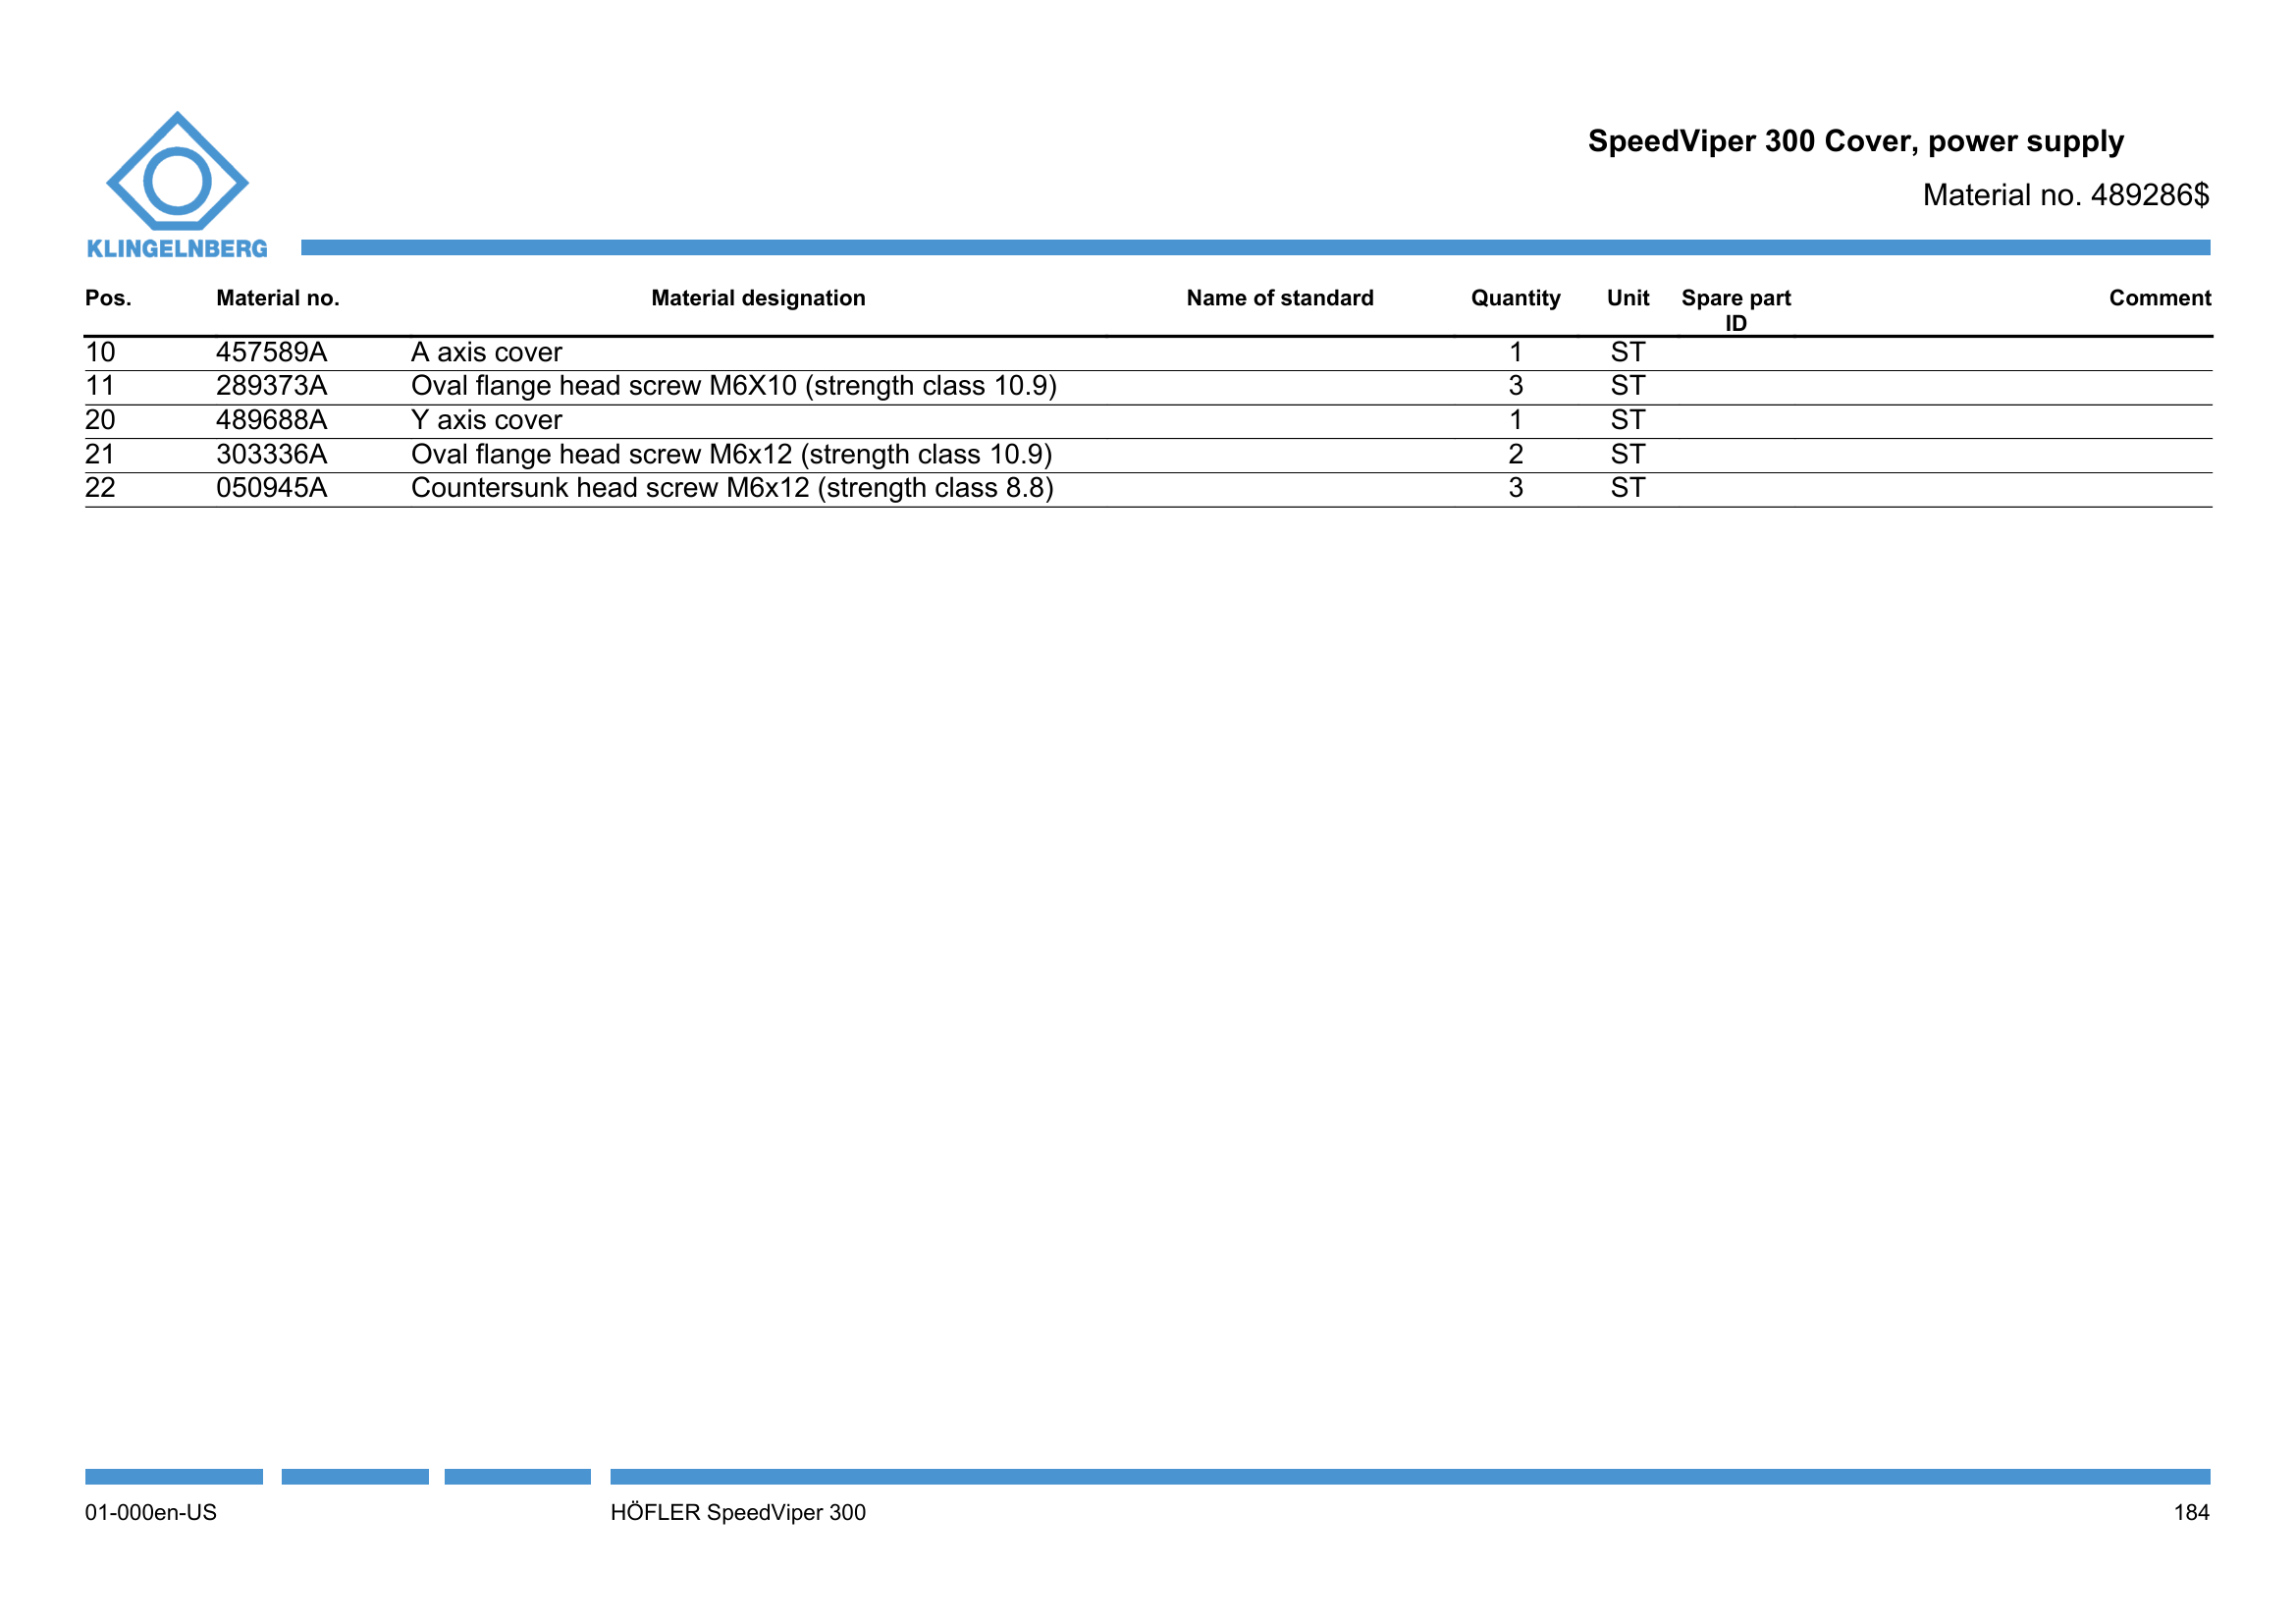 SpeedViper 300 Cover, power supply
Material no. 489286$
KLINGELNBERG
Pos. Material no. Material designation Name of standard Quantity Unit Spare part ID Comment
10 457589A A axis cover 1 ST
11 289373A Oval flange head screw M6X10 (strength class 10.9) 3 ST
20 489688A Y axis cover 1 ST
21 303336A Oval flange head screw M6x12 (strength class 10.9) 2 ST
22 050945A Countersunk head screw M6x12 (strength class 8.8) 3 ST
01-000en-US HÖFLER SpeedViper 300 184